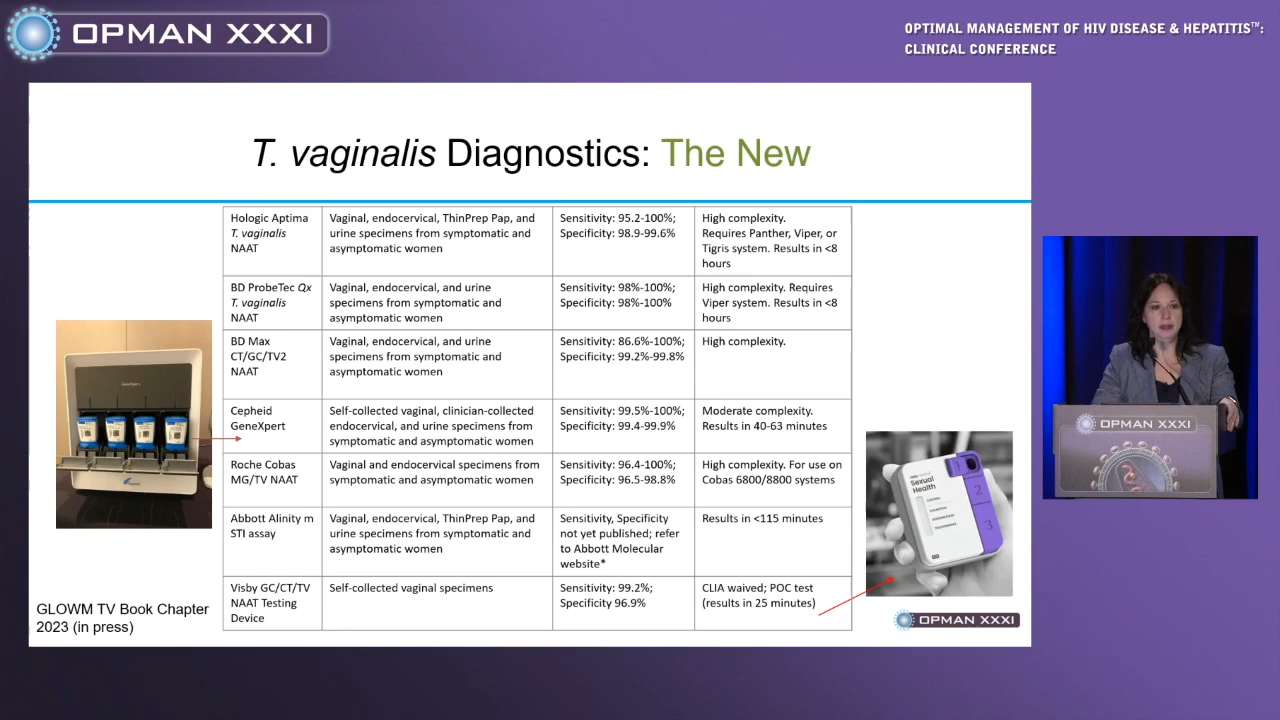 OPMAN XXXI
OPTIMAL MANAGEMENT OF HIV DISEASE & HEPATITIS™:
CLINICAL CONFERENCE
T. vaginalis Diagnostics: The New
Hologic Aptima
T. vaginalis
NAAT
Vaginal, endocervical, ThinPrep Pap, and
urine specimens from symptomatic and
asymptomatic women
Sensitivity: 95.2-100%;
Specificity: 98.9-99.6%
High complexity.
Requires Panther, Viper, or
Tigris system. Results in <8
hours
BD ProbeTec Qx
T. vaginalis
NAAT
Vaginal, endocervical, and urine
specimens from symptomatic and
asymptomatic women
Sensitivity: 98%-100%;
Specificity: 98%-100%
High complexity. Requires
Viper system. Results in <8
hours
BD Max
CT/GC/TV2
NAAT
Vaginal, endocervical, and urine
specimens from symptomatic and
asymptomatic women
Sensitivity: 86.6%-100%;
Specificity: 99.2%-99.8%
High complexity.
Cepheid
GeneXpert
Self-collected vaginal, clinician-collected
endocervical, and urine specimens from
symptomatic and asymptomatic women
Sensitivity: 99.5%-100%;
Specificity: 99.4-99.9%
Moderate complexity.
Results in 40-63 minutes
Roche Cobas
MG/TV NAAT
Vaginal and endocervical specimens from
symptomatic and asymptomatic women
Sensitivity: 96.4-100%;
Specificity: 96.5-98.8%
High complexity. For use on
Cobas 6800/8800 systems
Abbott Alinity m
STI assay
Vaginal, endocervical, ThinPrep Pap, and
urine specimens from symptomatic and
asymptomatic women
Sensitivity, Specificity
not yet published; refer
to Abbott Molecular
website*
Results in <115 minutes
Visby GC/CT/TV
NAAT Testing
Device
Self-collected vaginal specimens
Sensitivity: 99.2%;
Specificity 96.9%
CLIA waived; POC test
(results in 25 minutes)
GLOWM TV Book Chapter
2023 (in press)
GeneXpert
Sexual
Health
2
3
OPMAN XXXI
OPMAN XXXI